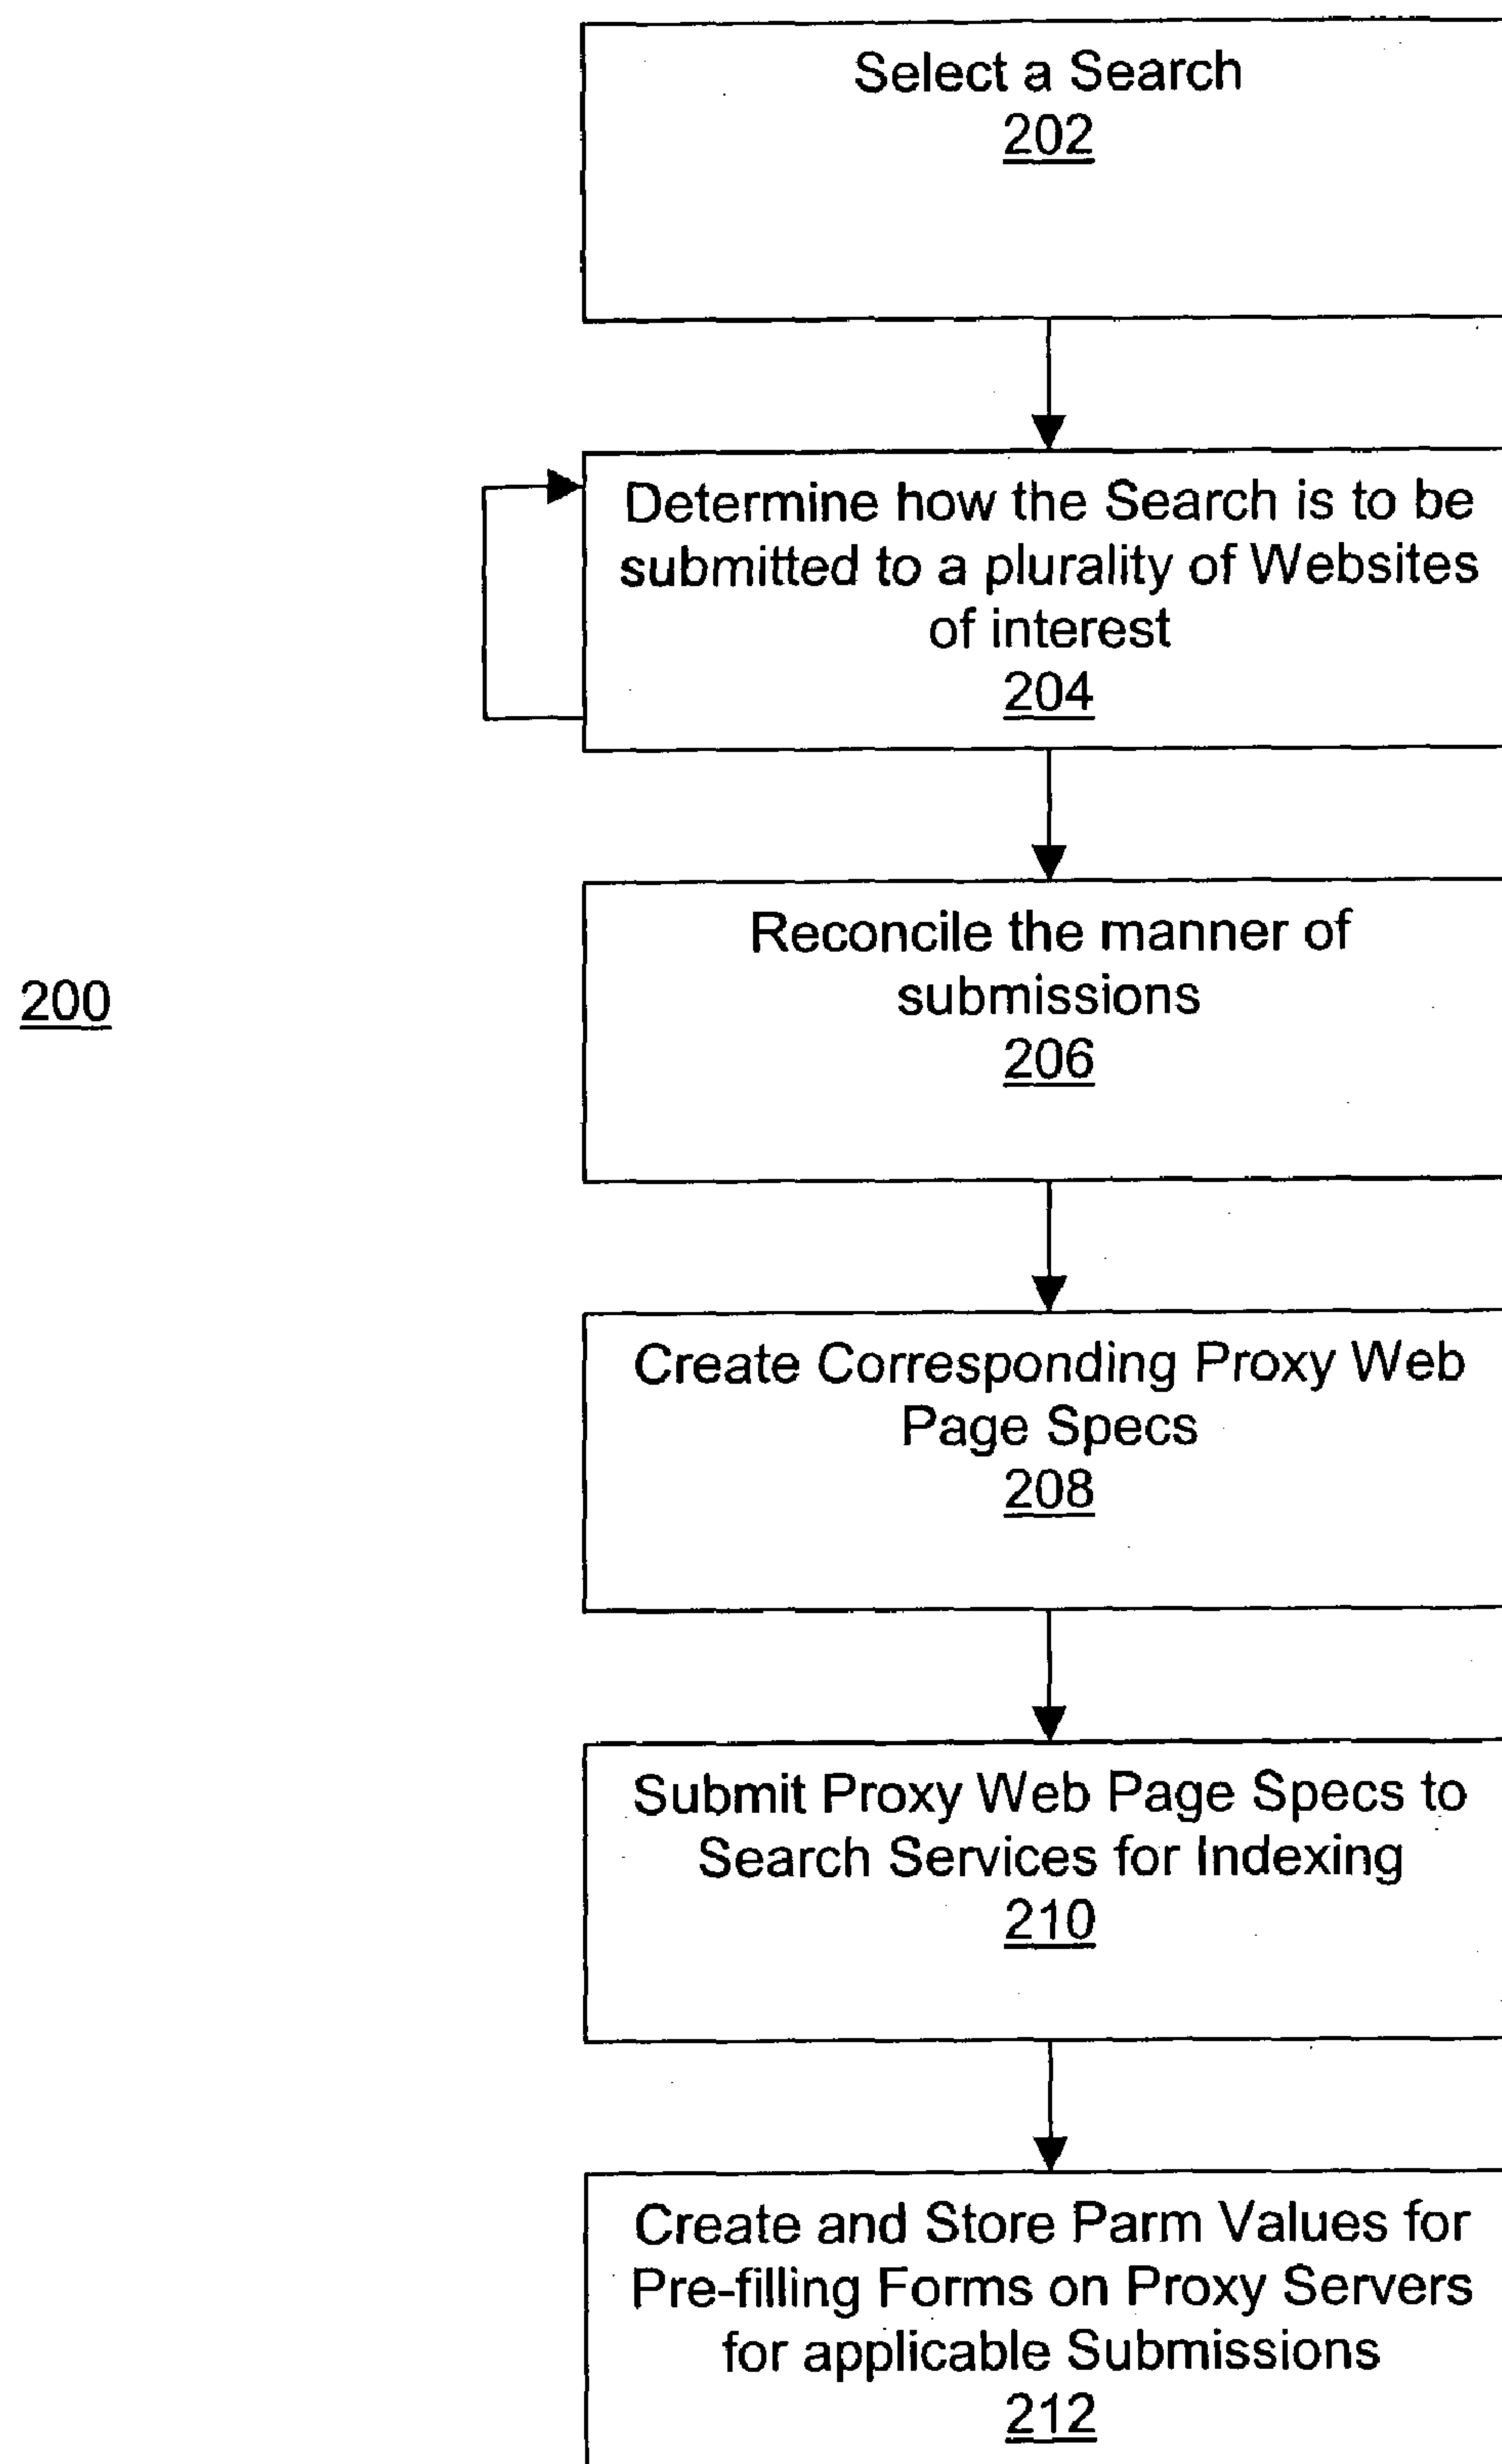 Select a Search
202
Determine how the Search is to be
submitted to a plurality of Websites
of interest
204
Reconcile the manner of
submissions
206
200
Create Corresponding Proxy Web
Page Specs
208
Submit Proxy Web Page Specs to
Search Services for Indexing
210
Create and Store Parm Values for
Pre-filling Forms on Proxy Servers
for applicable Submissions
212